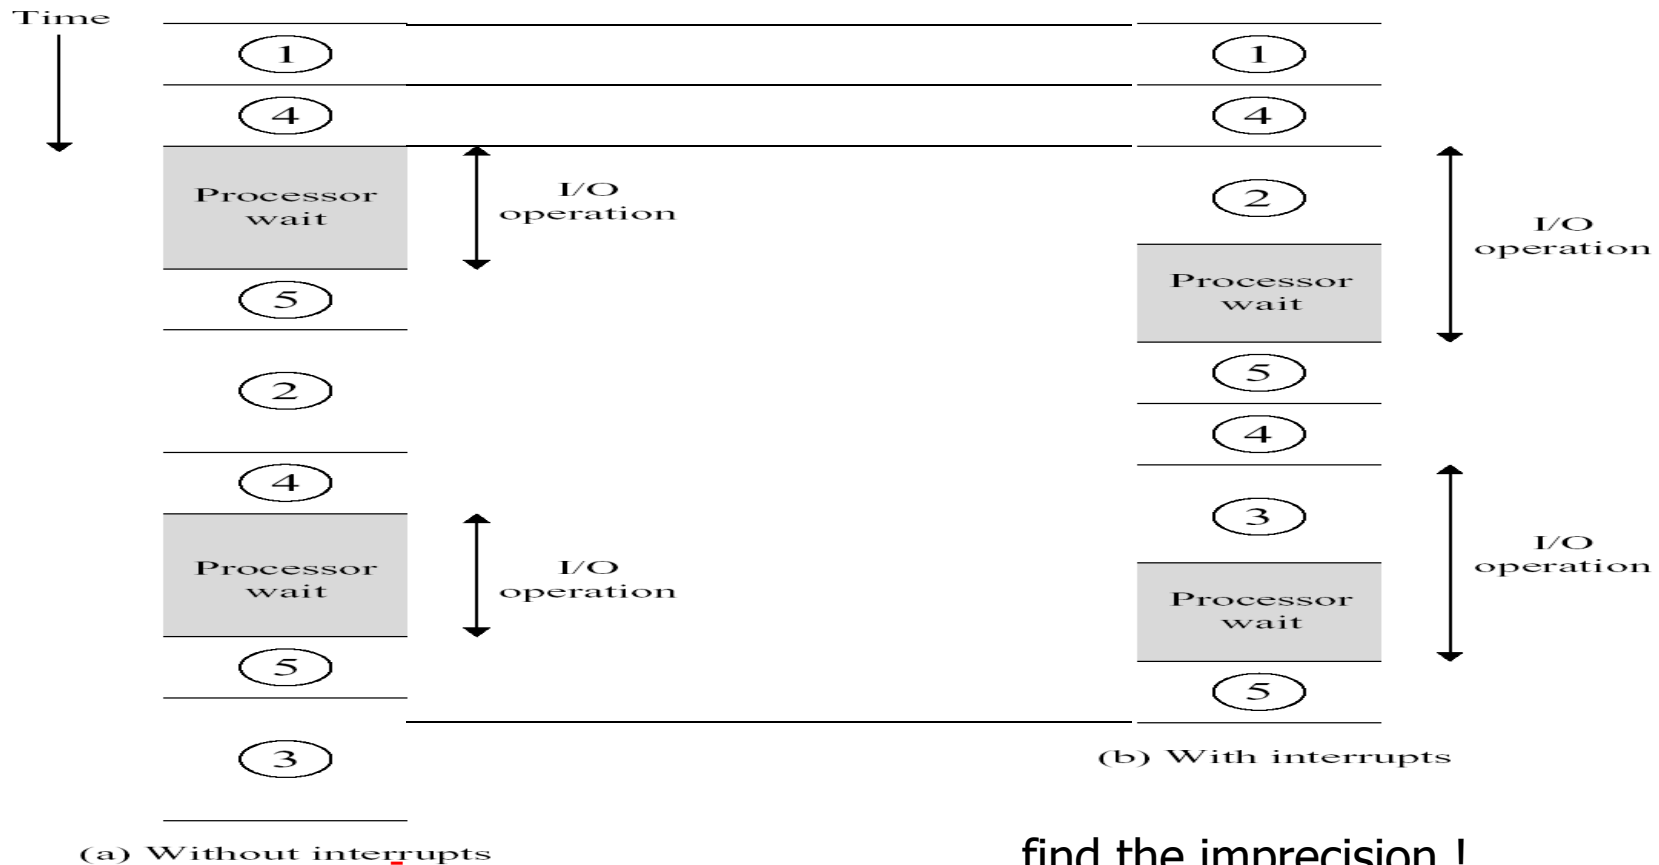 Time
1
4
Processor
wait
I/O
operation
5
2
4
Processor
wait
I/O
operation
5
3
(a) Without interrupts
1
4
2
I/O
operation
Processor
wait
5
4
3
I/O
operation
Processor
wait
5
(b) With interrupts
find the imprecision !